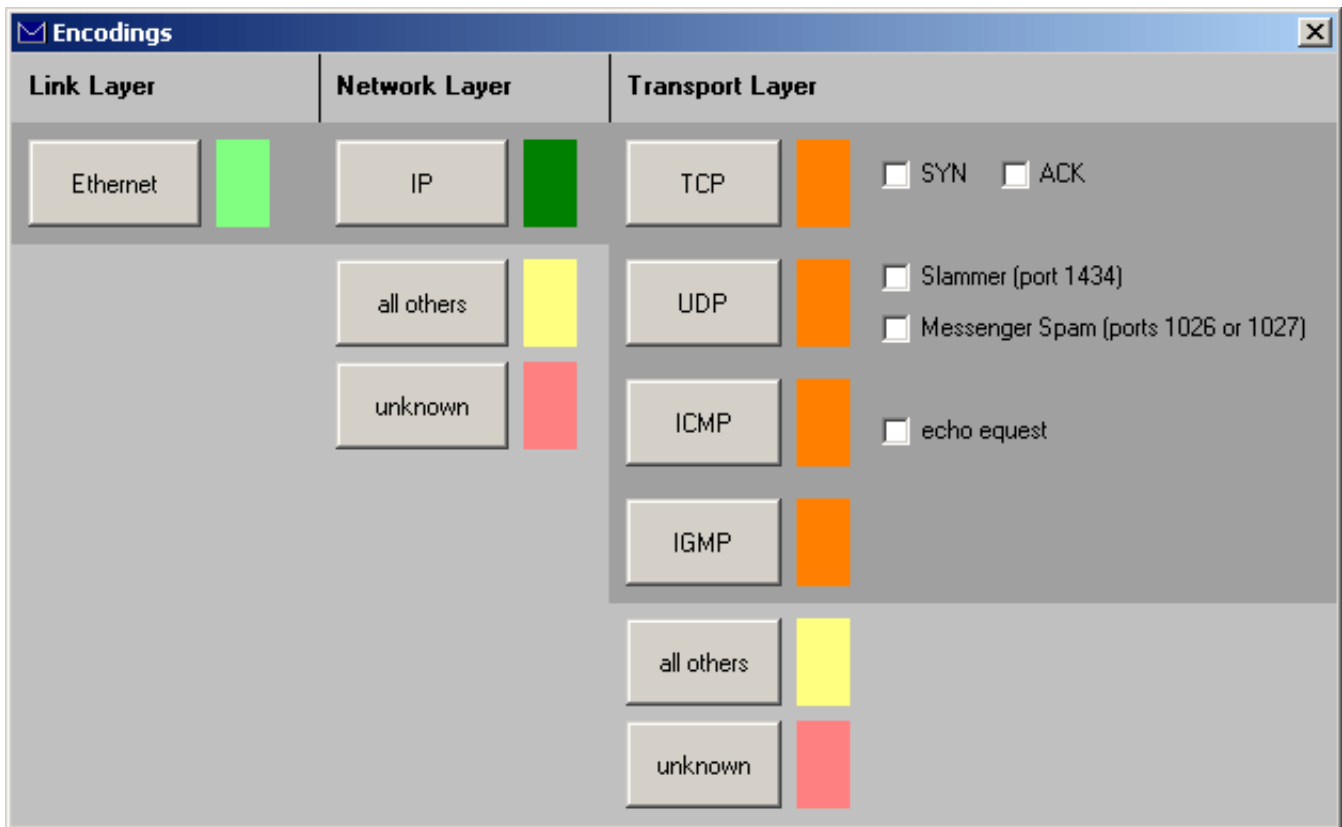 Encodings
Link Layer Network Layer Transport Layer
Ethernet IP TCP SYN ACK
all others UDP Slammer (port 1434)
Messenger Spam (ports 1026 or 1027)
unknown ICMP echo equest
IGMP
all others
unknown